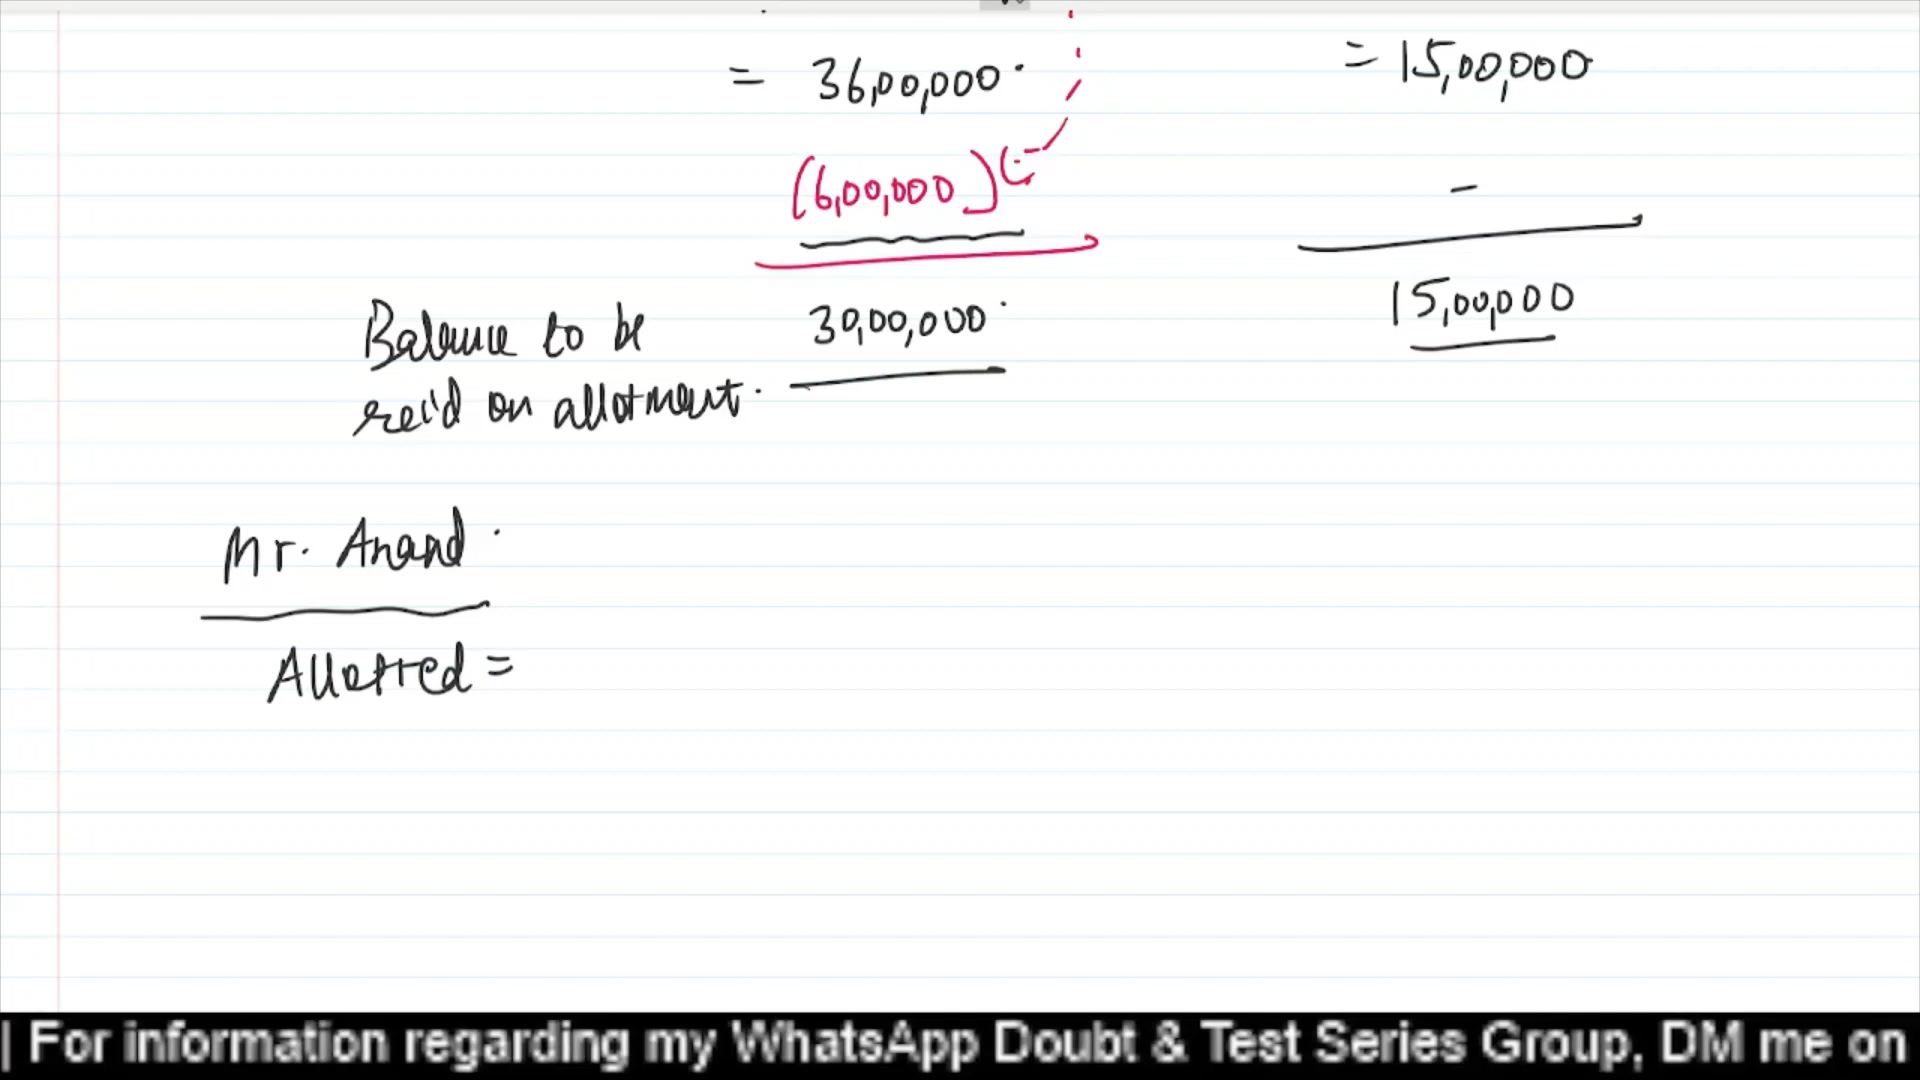 = 36,00,000. = 15,00,000
(6,00,000) -
Balance to be 30,00,000. 15,00,000
rec'd on allotment.
Mr. Anand.
Allotted =
| For information regarding my WhatsApp Doubt & Test Series Group, DM me on